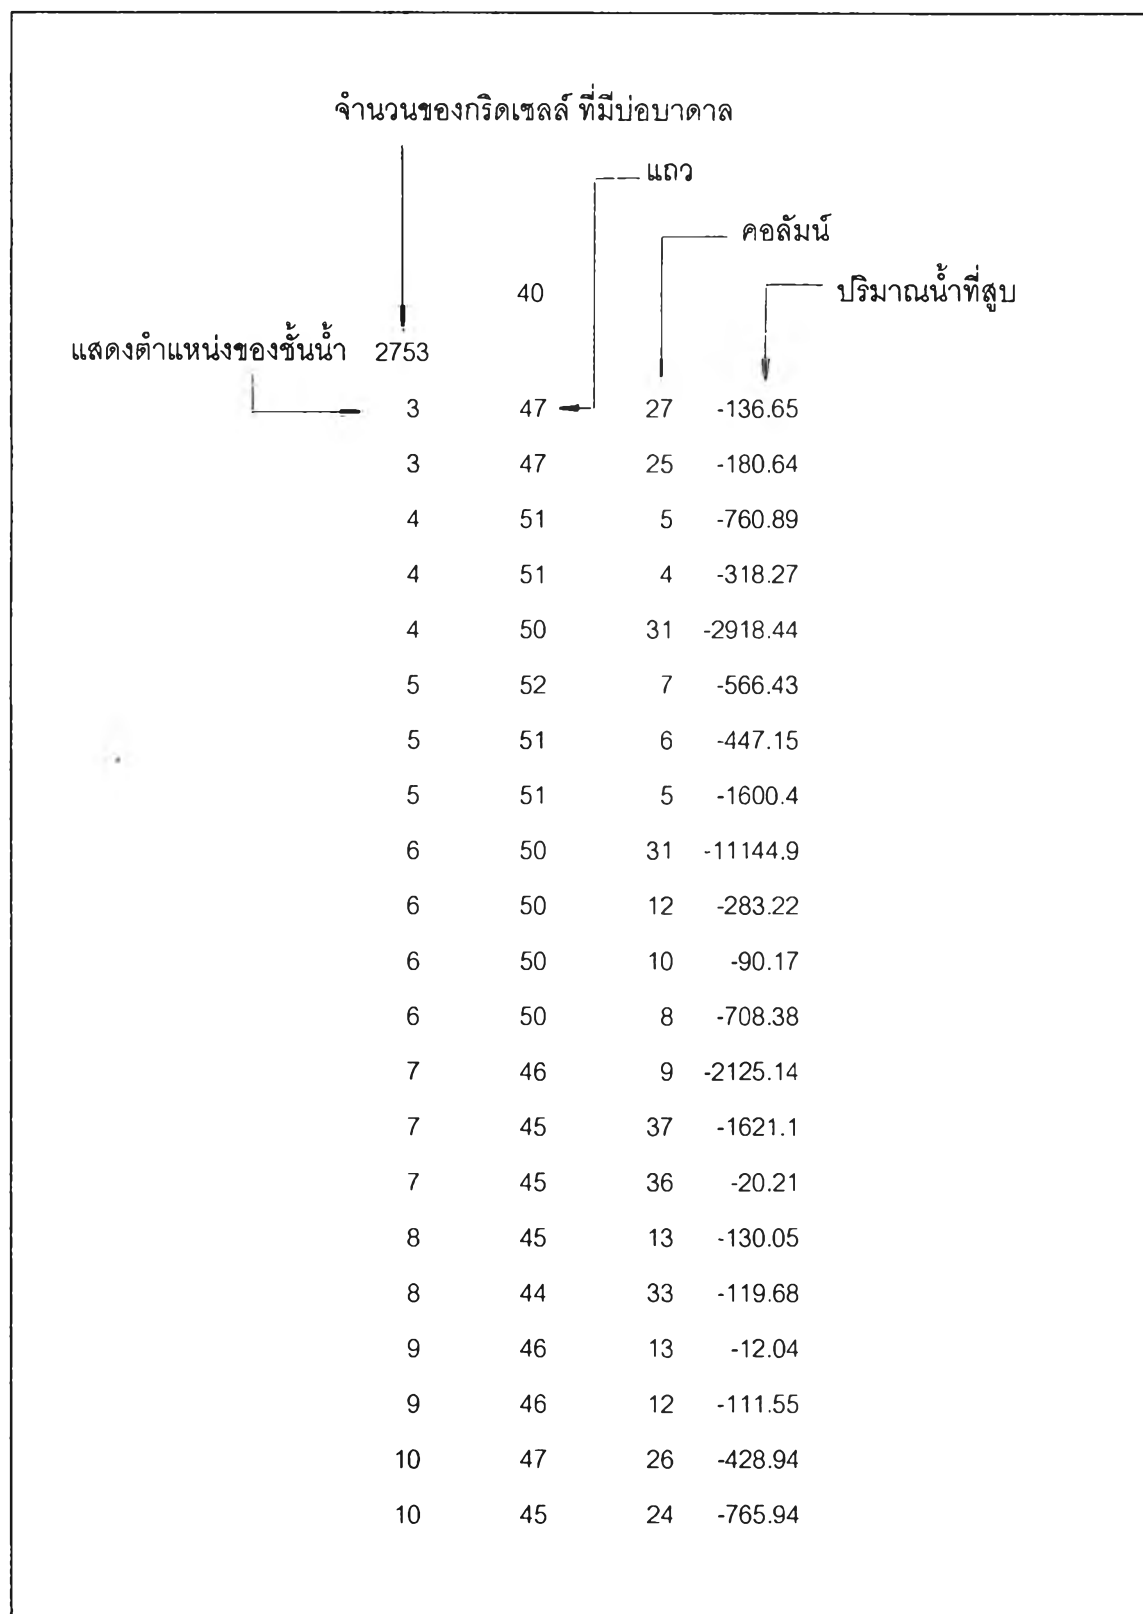 จำนวนของกริดเซลล์ ที่มีบ่อบาดาล
แถว
คอลัมน์
40
ปริมาณน้ำที่สูบ
แสดงตำแหน่งของชั้นน้ำ 2753
3 47 27 -136.65
3 47 25 -180.64
4 51 5 -760.89
4 51 4 -318.27
4 50 31 -2918.44
5 52 7 -566.43
5 51 6 -447.15
5 51 5 -1600.4
6 50 31 -11144.9
6 50 12 -283.22
6 50 10 -90.17
6 50 8 -708.38
7 46 9 -2125.14
7 45 37 -1621.1
7 45 36 -20.21
8 45 13 -130.05
8 44 33 -119.68
9 46 13 -12.04
9 46 12 -111.55
10 47 26 -428.94
10 45 24 -765.94